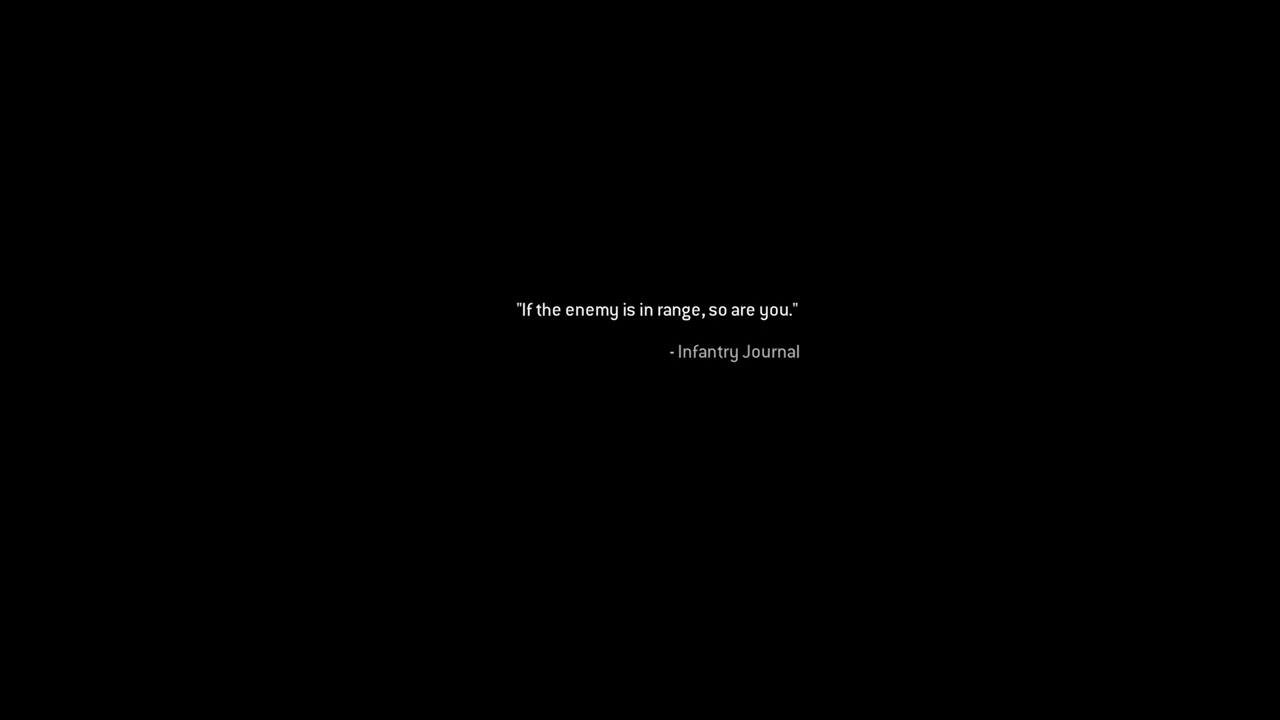 "If the enemy is in range, so are you."
- Infantry Journal